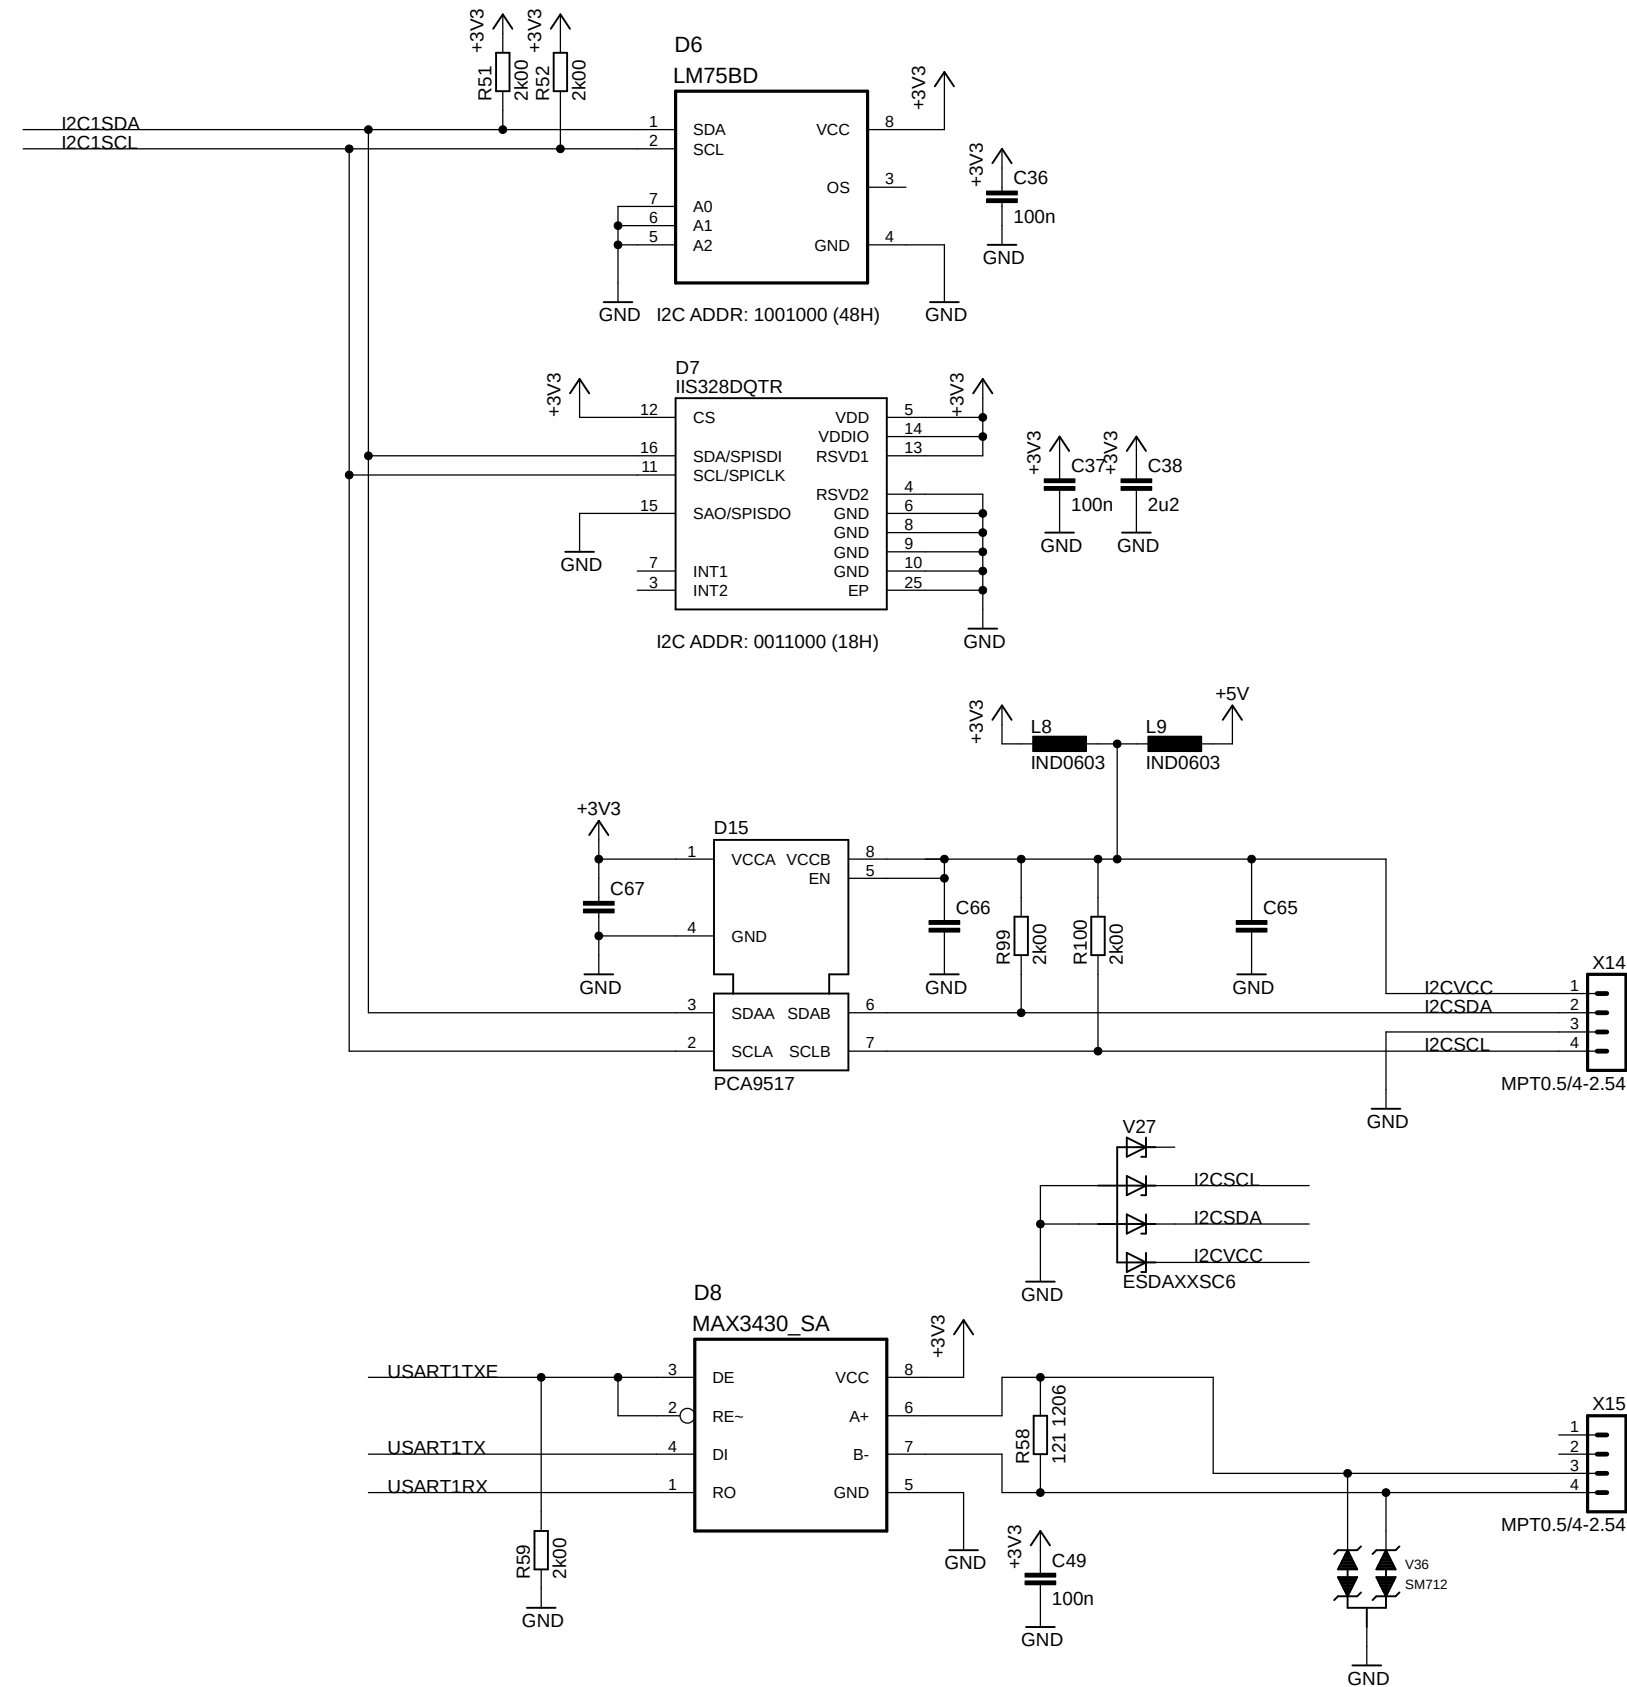 +3V3
+3V3
R51
2k00
R52
2k00
D6
LM75BD
+3V3
I2C1SDA
I2C1SCL
1 SDA VCC 8
2 SCL
OS 3
7 A0
6 A1
5 A2 GND 4
+3V3
C36
100n
GND
GND
I2C ADDR: 1001000 (48H)
GND
D7
IIS328DQTR
+3V3
+3V3
12 CS VDD 5
VDDIO 14
16 SDA/SPISDI RSVD1 13
11 SCL/SPICLK
RSVD2 4
15 SAO/SPISDO GND 6
GND 8
GND 9
7 INT1 GND 10
3 INT2 EP 25
GND
+3V3
C37
100n
GND
+3V3
C38
2u2
GND
I2C ADDR: 0011000 (18H)
GND
+3V3
L8
IND0603
L9
IND0603
+5V
+3V3
D15
1 VCCA VCCB 8
EN 5
C67
4 GND
GND
C66
GND
R99
2k00
R100
2k00
C65
GND
3 SDAA SDAB 6
2 SCLA SCLB 7
PCA9517
X14
I2CVCC 1
I2CSDA 2
3
I2CSCL 4
MPT0.5/4-2.54
GND
V27
I2CSCL
I2CSDA
I2CVCC
ESDAXXSC6
GND
D8
MAX3430_SA
+3V3
USART1TXE 3 DE VCC 8
2 RE~ A+ 6
USART1TX 4 DI B- 7
USART1RX 1 RO GND 5
R58
121 1206
X15
1
2
3
4
MPT0.5/4-2.54
R59
2k00
GND
GND
+3V3
C49
100n
GND
V36
SM712
GND